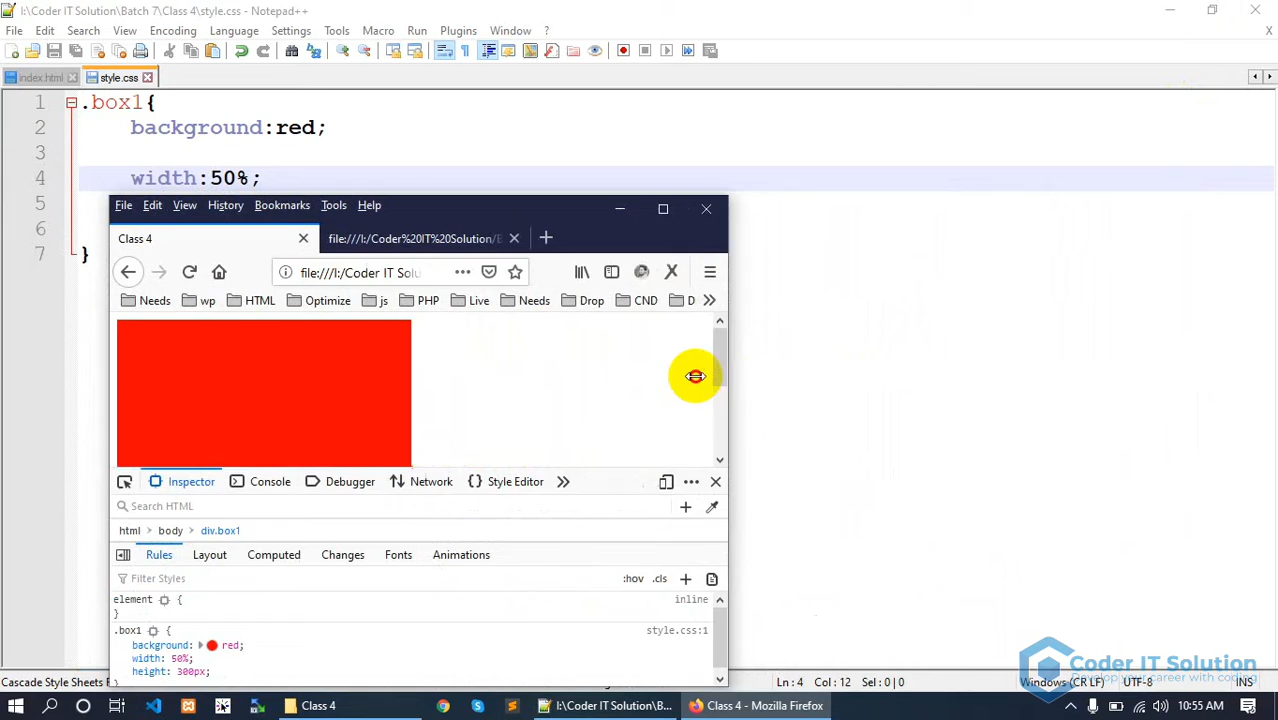 I:\Coder IT Solution\Batch 7\Class 4\style.css - Notepad++
File Edit Search View Encoding Language Settings Tools Macro Run Plugins Window ? X
index.html style.css
1 .box1{
2 background:red;
3
4 width:50%;
5
6
7 }
File Edit View History Bookmarks Tools Help
Class 4 file:///I:/Coder%20IT%20Solution/B
file:///I:/Coder IT Solu
Needs wp HTML Optimize js PHP Live Needs Drop CND D
Inspector Console Debugger Network Style Editor
Search HTML
html body div.box1
Rules Layout Computed Changes Fonts Animations
Filter Styles :hov .cls
element { inline
}
.box1 { style.css:1
background: red;
width: 50%;
height: 300px;
Coder IT Solution
Develop your career with coding
Cascade Style Sheets F Ln:4 Col:12 Sel:0|0 Windows (CR LF) UTF-8 INS
Class 4 I:\Coder IT Solution\B... Class 4 - Mozilla Firefox 10:55 AM